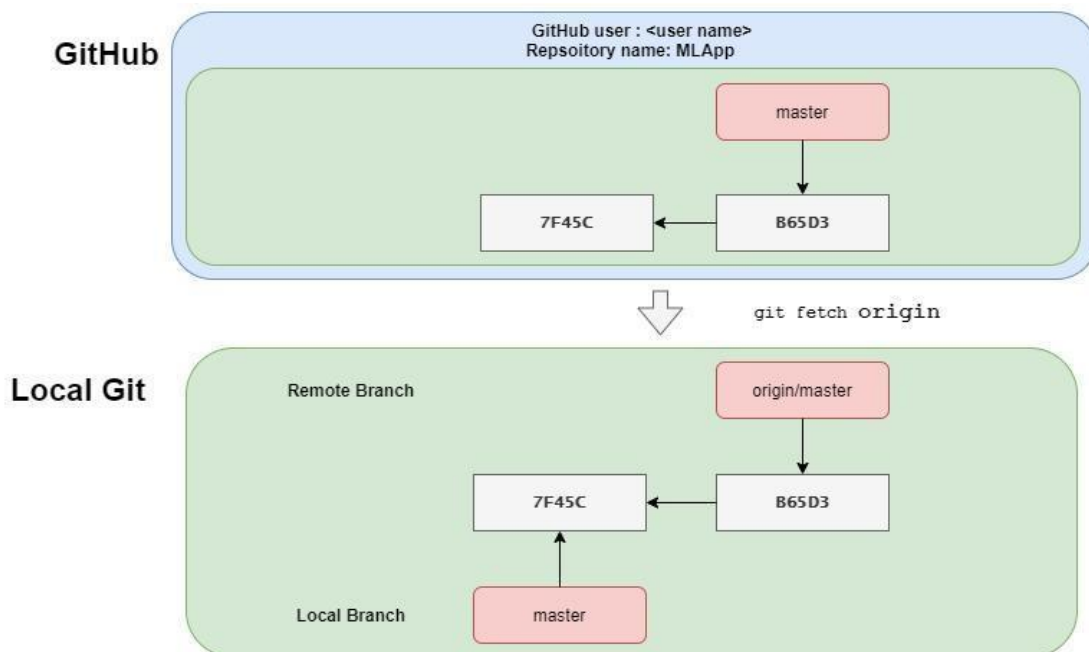 GitHub
GitHub user : <user name>
Repsoitory name: MLApp
master
7F45C
B65D3
git fetch origin
Local Git
Remote Branch
origin/master
7F45C
B65D3
Local Branch
master